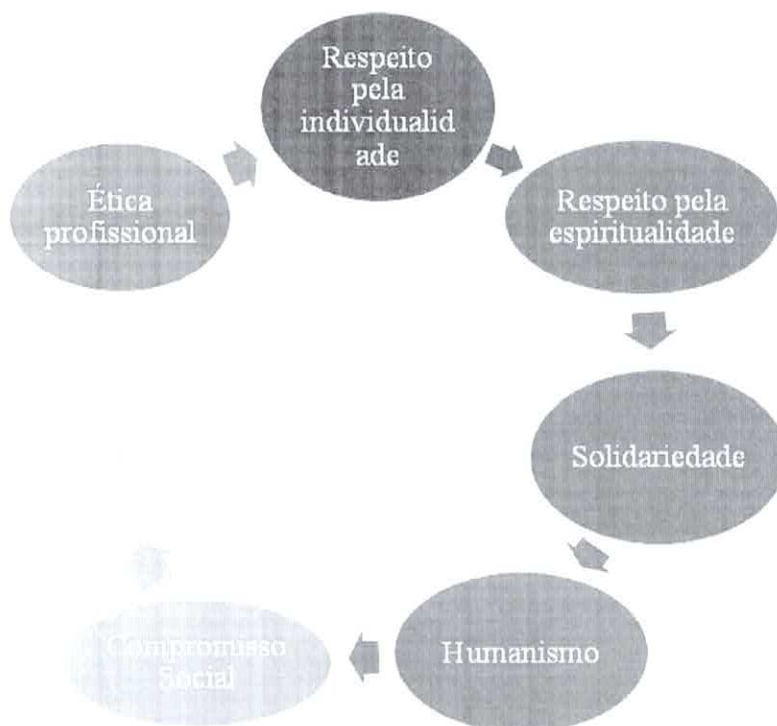 Respeito
pela
individualid
ade
Respeito pela
espiritualidade
Solidariedade
Humanismo
Compromisso
Social
Ética
profissional